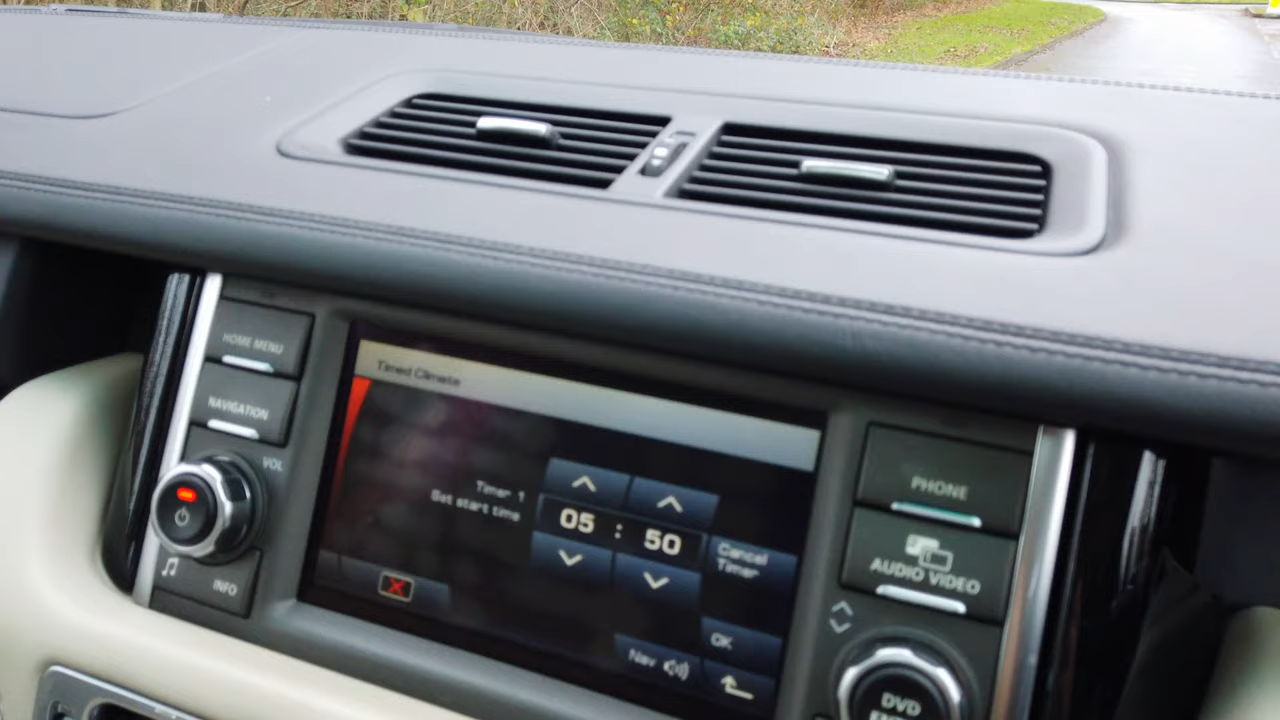 HOME MENU
NAVIGATION
VOL
INFO
Timed Climate
Timer 1
Set start time
05 : 50
Cancel
Timer
OK
Nav
PHONE
AUDIO VIDEO
DVD